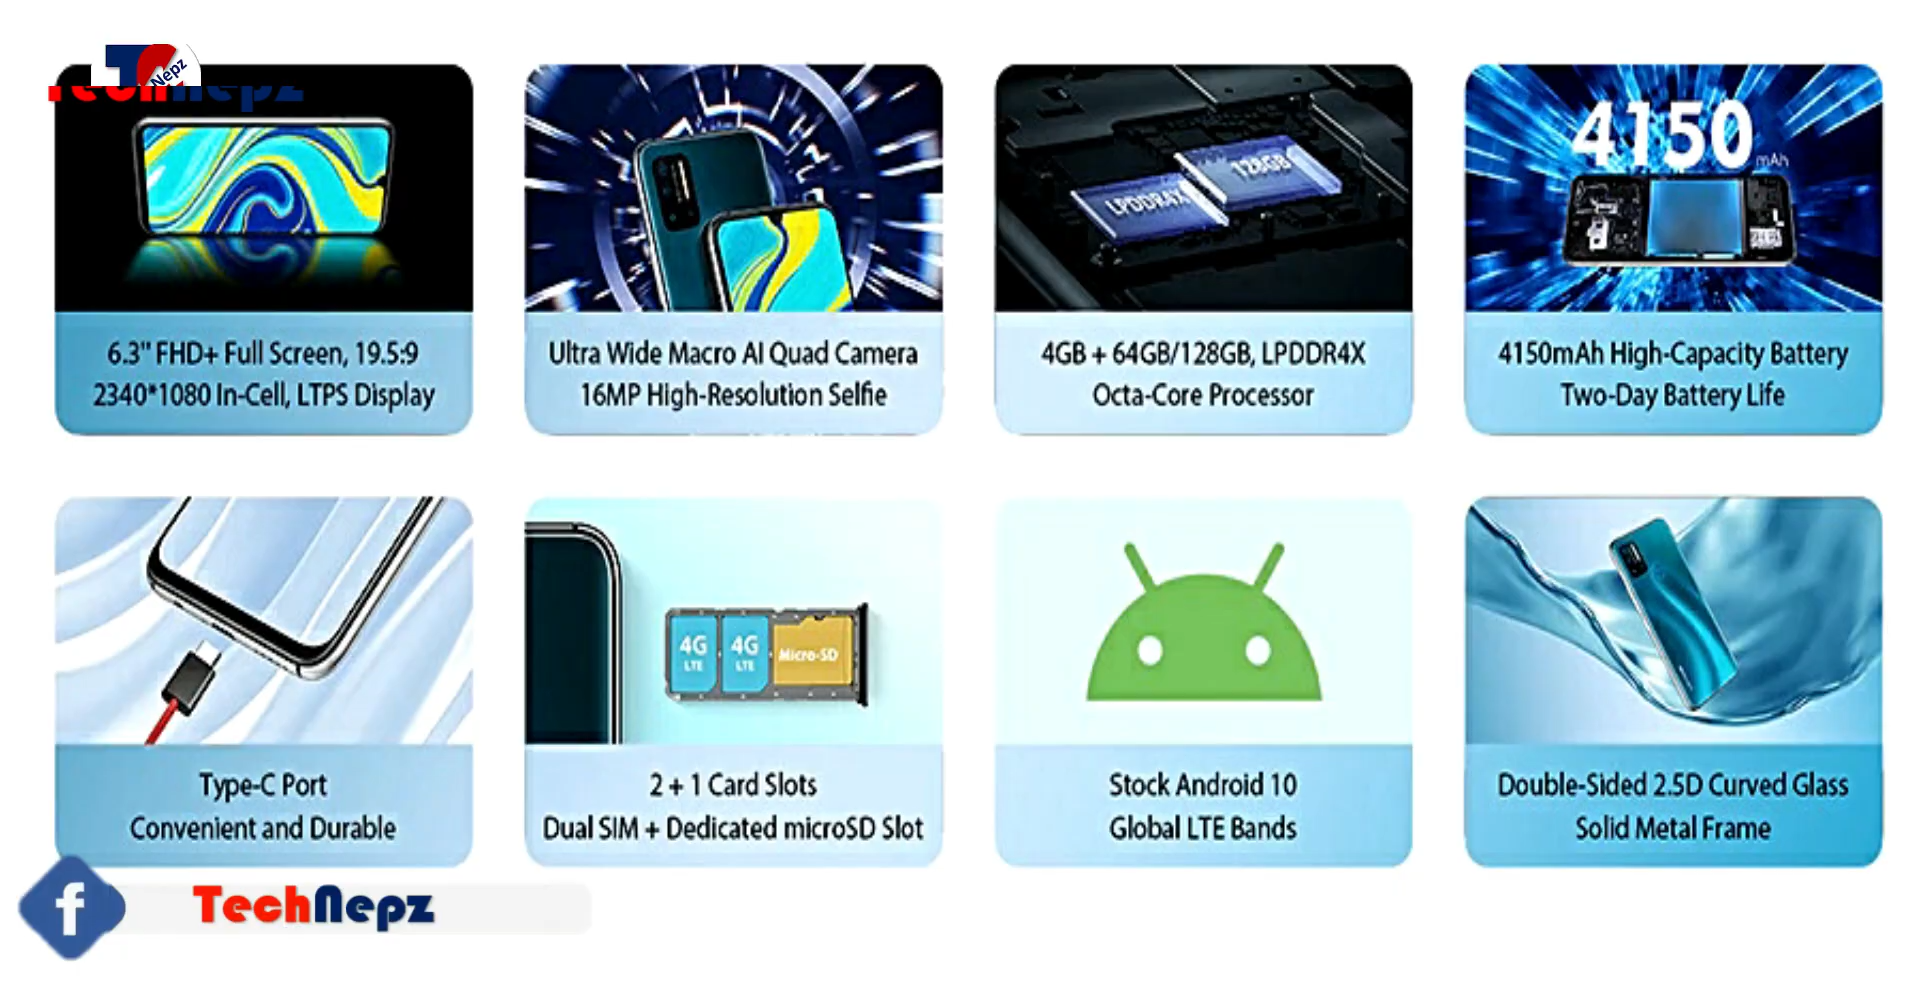 Nepz
TechNepz
6.3" FHD+ Full Screen, 19.5:9
2340*1080 In-Cell, LTPS Display
Ultra Wide Macro AI Quad Camera
16MP High-Resolution Selfie
LPDDR4X
128GB
4GB + 64GB/128GB, LPDDR4X
Octa-Core Processor
4150 mAh
4150mAh High-Capacity Battery
Two-Day Battery Life
Type-C Port
Convenient and Durable
4G LTE
4G LTE
Micro-SD
2 + 1 Card Slots
Dual SIM + Dedicated microSD Slot
Stock Android 10
Global LTE Bands
Double-Sided 2.5D Curved Glass
Solid Metal Frame
f
TechNepz